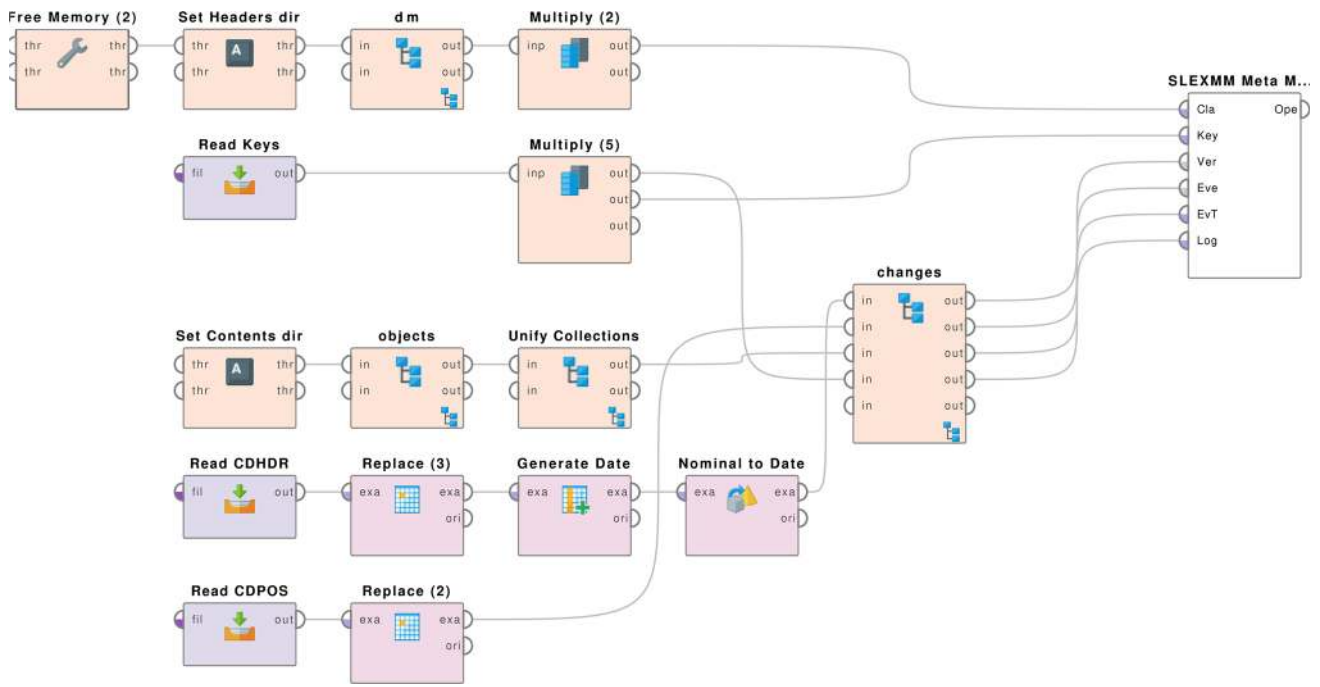 Free Memory (2) Set Headers dir dm Multiply (2)
thr thr thr thr in out inp out
thr thr thr thr in out out
SLEXMM Meta M...
Cla Ope
Key
Ver
Eve
EvT
Log
Read Keys Multiply (5)
fil out inp out
out
out
changes
in out
in out
in out
in out
in out
Set Contents dir objects Unify Collections
thr thr in out in out
thr thr in out in out
Read CDHDR Replace (3) Generate Date Nominal to Date
fil out exa exa exa exa exa exa
ori ori ori
Read CDPOS Replace (2)
fil out exa exa
ori